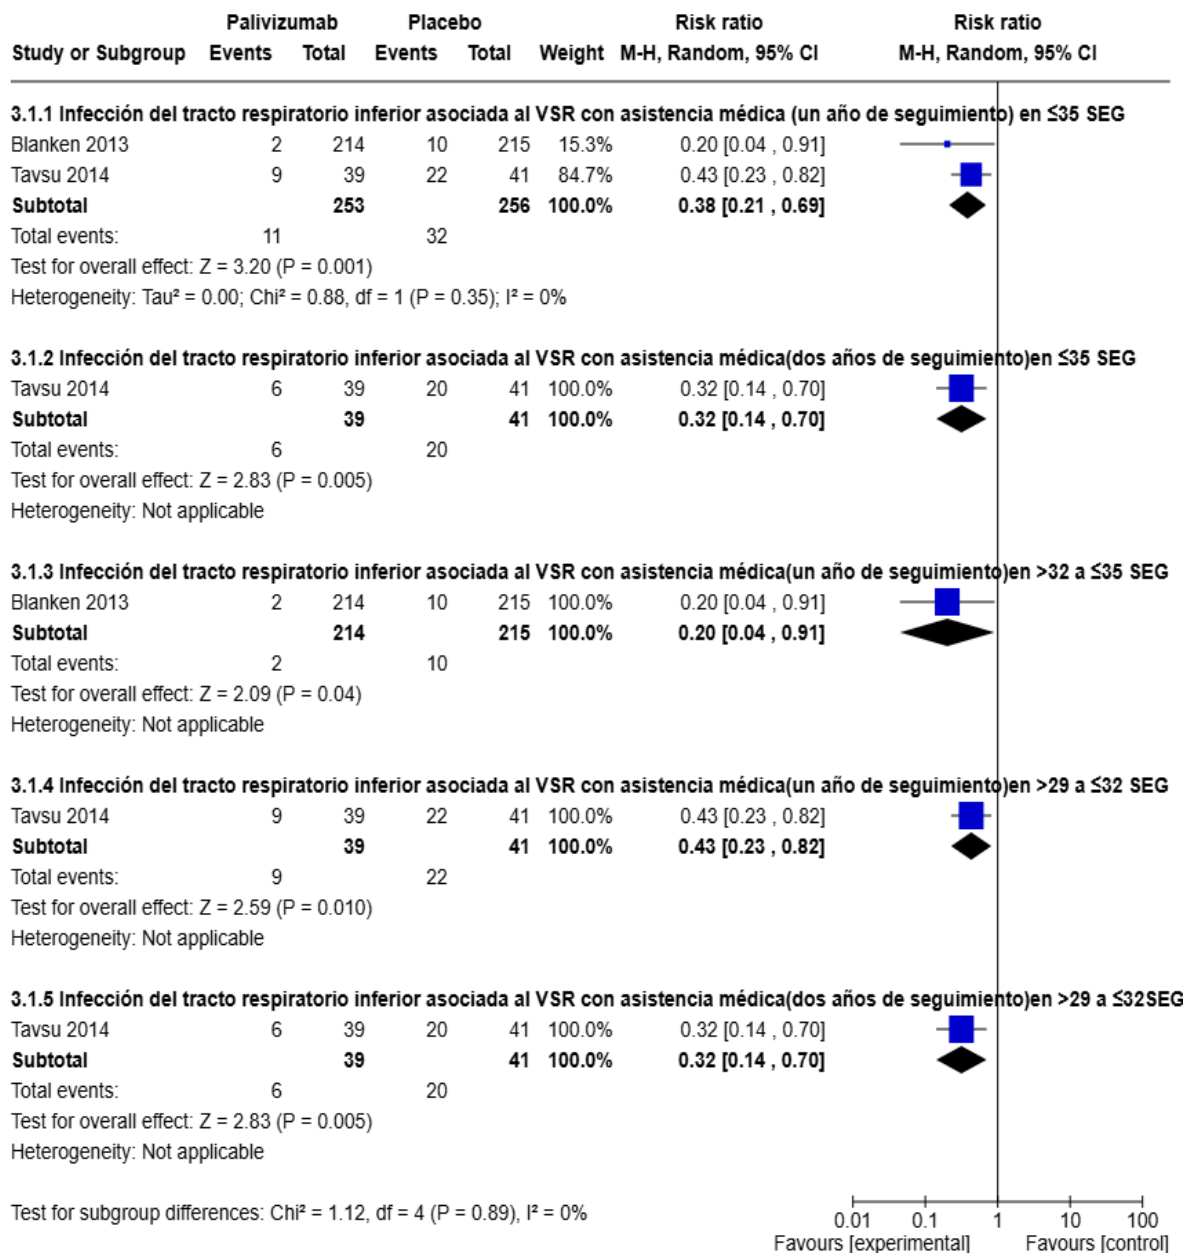 Palivizumab Placebo Risk ratio Risk ratio
Study or Subgroup Events Total Events Total Weight M-H, Random, 95% CI M-H, Random, 95% CI
3.1.1 Infección del tracto respiratorio inferior asociada al VSR con asistencia médica (un año de seguimiento) en ≤35 SEG
Blanken 2013 2 214 10 215 15.3% 0.20 [0.04 , 0.91]
Tavsu 2014 9 39 22 41 84.7% 0.43 [0.23 , 0.82]
Subtotal 253 256 100.0% 0.38 [0.21 , 0.69]
Total events: 11 32
Test for overall effect: Z = 3.20 (P = 0.001)
Heterogeneity: Tau² = 0.00; Chi² = 0.88, df = 1 (P = 0.35); I² = 0%
3.1.2 Infección del tracto respiratorio inferior asociada al VSR con asistencia médica(dos años de seguimiento)en ≤35 SEG
Tavsu 2014 6 39 20 41 100.0% 0.32 [0.14 , 0.70]
Subtotal 39 41 100.0% 0.32 [0.14 , 0.70]
Total events: 6 20
Test for overall effect: Z = 2.83 (P = 0.005)
Heterogeneity: Not applicable
3.1.3 Infección del tracto respiratorio inferior asociada al VSR con asistencia médica(un año de seguimiento)en >32 a ≤35 SEG
Blanken 2013 2 214 10 215 100.0% 0.20 [0.04 , 0.91]
Subtotal 214 215 100.0% 0.20 [0.04 , 0.91]
Total events: 2 10
Test for overall effect: Z = 2.09 (P = 0.04)
Heterogeneity: Not applicable
3.1.4 Infección del tracto respiratorio inferior asociada al VSR con asistencia médica(un año de seguimiento)en >29 a ≤32 SEG
Tavsu 2014 9 39 22 41 100.0% 0.43 [0.23 , 0.82]
Subtotal 39 41 100.0% 0.43 [0.23 , 0.82]
Total events: 9 22
Test for overall effect: Z = 2.59 (P = 0.010)
Heterogeneity: Not applicable
3.1.5 Infección del tracto respiratorio inferior asociada al VSR con asistencia médica(dos años de seguimiento)en >29 a ≤32SEG
Tavsu 2014 6 39 20 41 100.0% 0.32 [0.14 , 0.70]
Subtotal 39 41 100.0% 0.32 [0.14 , 0.70]
Total events: 6 20
Test for overall effect: Z = 2.83 (P = 0.005)
Heterogeneity: Not applicable
Test for subgroup differences: Chi² = 1.12, df = 4 (P = 0.89), I² = 0%
0.01 0.1 1 10 100
Favours [experimental] Favours [control]